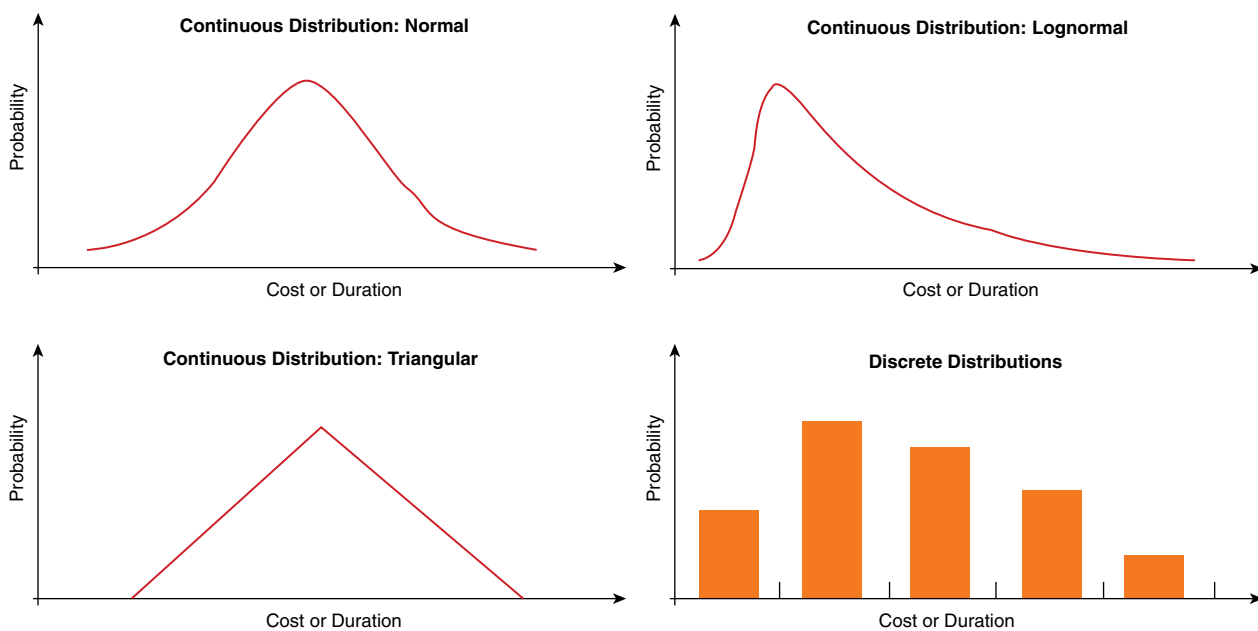 Continuous Distribution: Normal
Probability
Cost or Duration
Continuous Distribution: Lognormal
Probability
Cost or Duration
Continuous Distribution: Triangular
Probability
Cost or Duration
Discrete Distributions
Probability
Cost or Duration